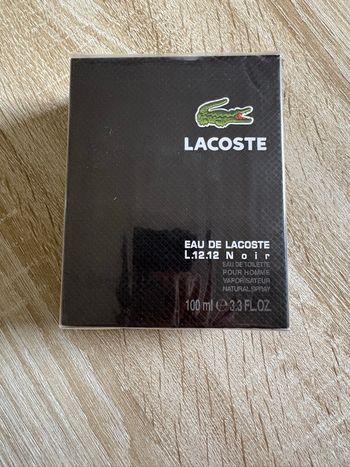 LACOSTE
EAU DE LACOSTE
L.12.12 Noir
EAU DE TOILETTE
POUR HOMME
VAPORISATEUR
NATURAL SPRAY
100 ml ℮ 3.3 FL.OZ